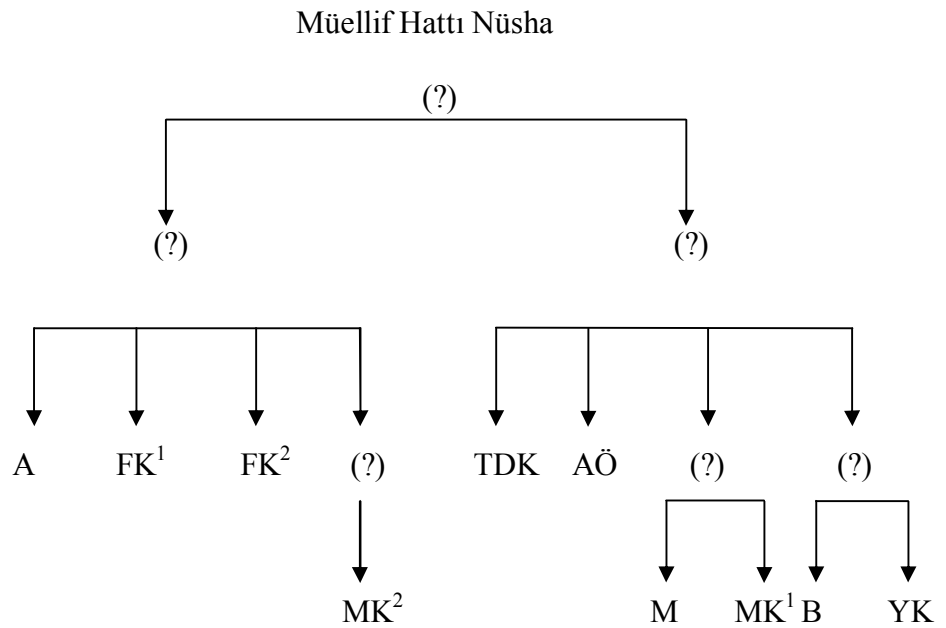 Müellif Hattı Nüsha
(?)
(?) (?)
A FK¹ FK² (?) TDK AÖ (?) (?)
MK² M MK¹ B YK